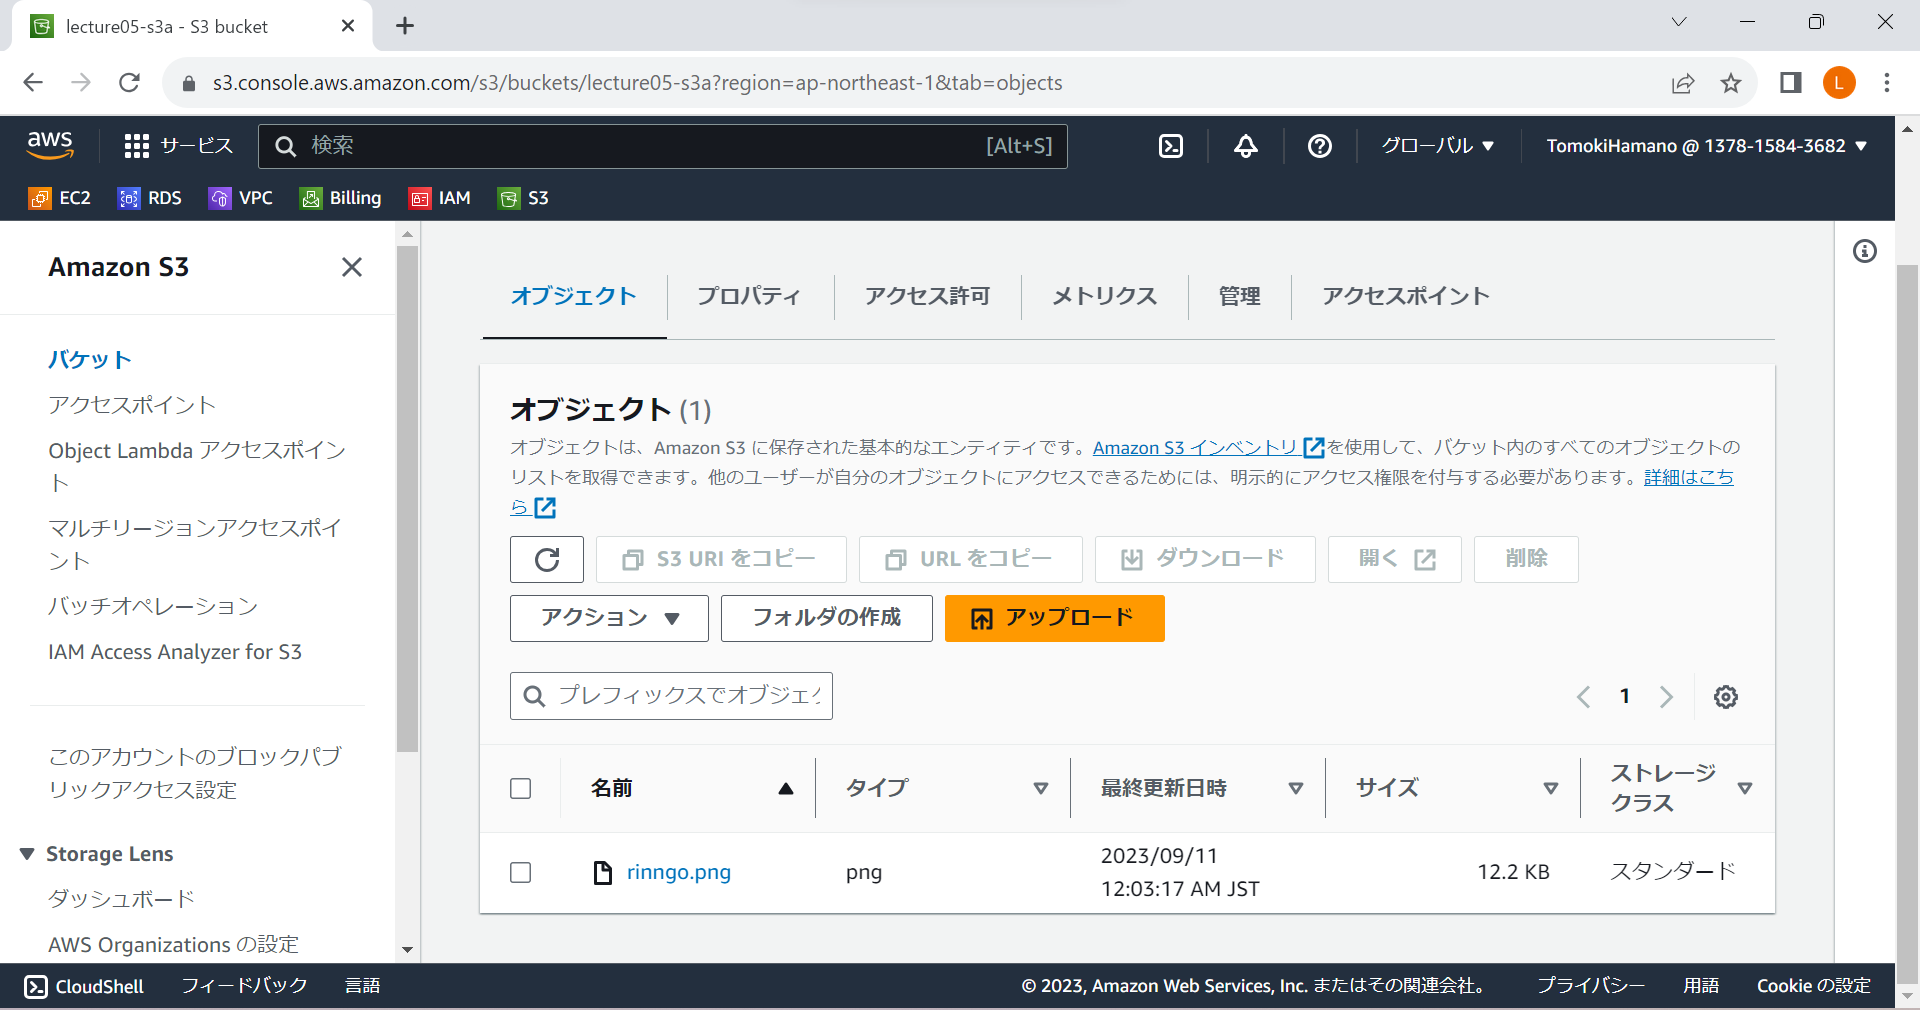 lecture05-s3a - S3 bucket
s3.console.aws.amazon.com/s3/buckets/lecture05-s3a?region=ap-northeast-1&tab=objects
L
aws
サービス
検索
[Alt+S]
グローバル
TomokiHamano @ 1378-1584-3682
EC2
RDS
VPC
Billing
IAM
S3
Amazon S3
バケット
アクセスポイント
Object Lambda アクセスポイン
ト
マルチリージョンアクセスポイ
ント
バッチオペレーション
IAM Access Analyzer for S3
このアカウントのブロックパブ
リックアクセス設定
Storage Lens
ダッシュボード
AWS Organizations の設定
オブジェクト
プロパティ
アクセス許可
メトリクス
管理
アクセスポイント
オブジェクト (1)
オブジェクトは、Amazon S3 に保存された基本的なエンティティです。Amazon S3 インベントリ を使用して、バケット内のすべてのオブジェクトの
リストを取得できます。他のユーザーが自分のオブジェクトにアクセスできるためには、明示的にアクセス権限を付与する必要があります。詳細はこち
ら
S3 URI をコピー
URL をコピー
ダウンロード
開く
削除
アクション
フォルダの作成
アップロード
プレフィックスでオブジェク
1
名前
タイプ
最終更新日時
サイズ
ストレージ
クラス
rinngo.png
png
2023/09/11
12:03:17 AM JST
12.2 KB
スタンダード
CloudShell
フィードバック
言語
© 2023, Amazon Web Services, Inc. またはその関連会社。
プライバシー
用語
Cookie の設定